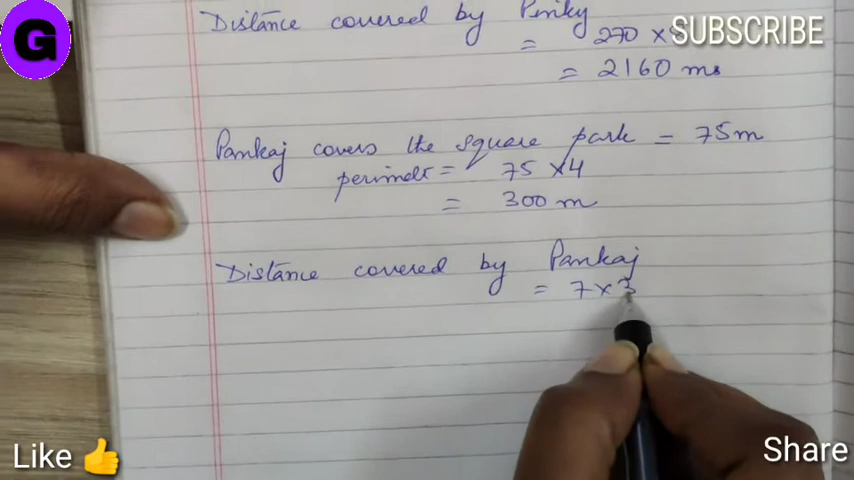 G
Distance covered by Pinky
SUBSCRIBE
= 270 ×
= 2160 ms
Pankaj covers the square park = 75m
perimetr = 75 × 4
= 300 m
Distance covered by Pankaj
= 7 × 3
Like 👍
Share